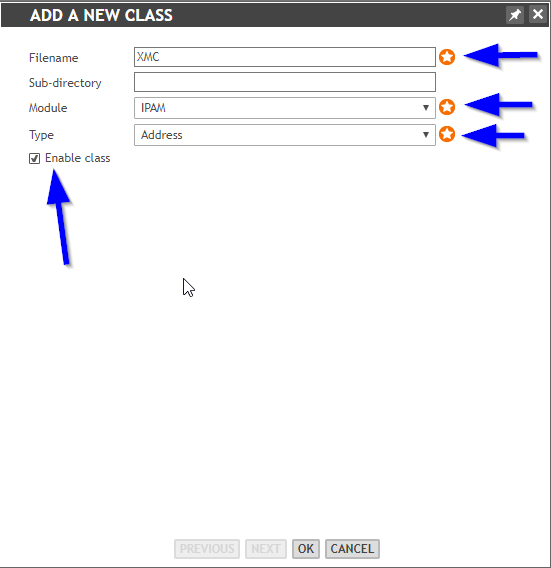 ADD A NEW CLASS
Filename XMC
Sub-directory
Module IPAM
Type Address
Enable class
PREVIOUS NEXT OK CANCEL